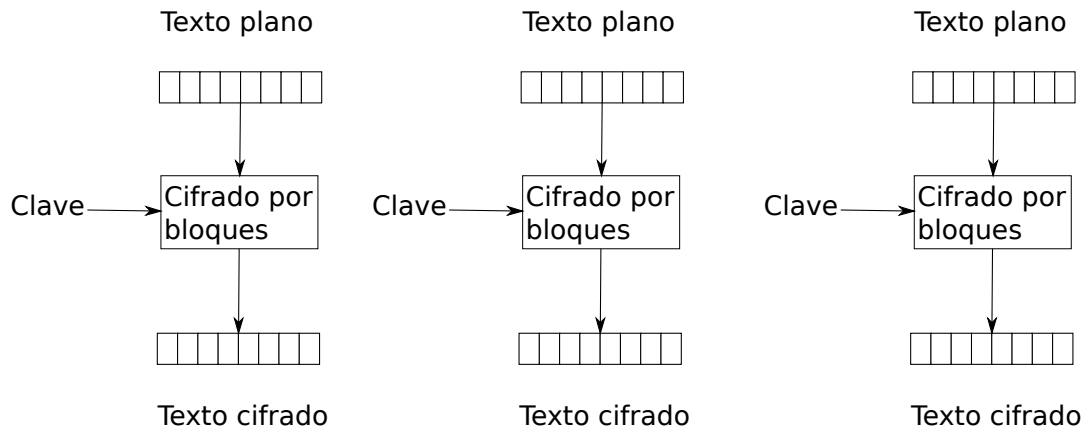 Texto plano
Texto plano
Texto plano
Clave
Cifrado por
bloques
Clave
Cifrado por
bloques
Clave
Cifrado por
bloques
Texto cifrado
Texto cifrado
Texto cifrado